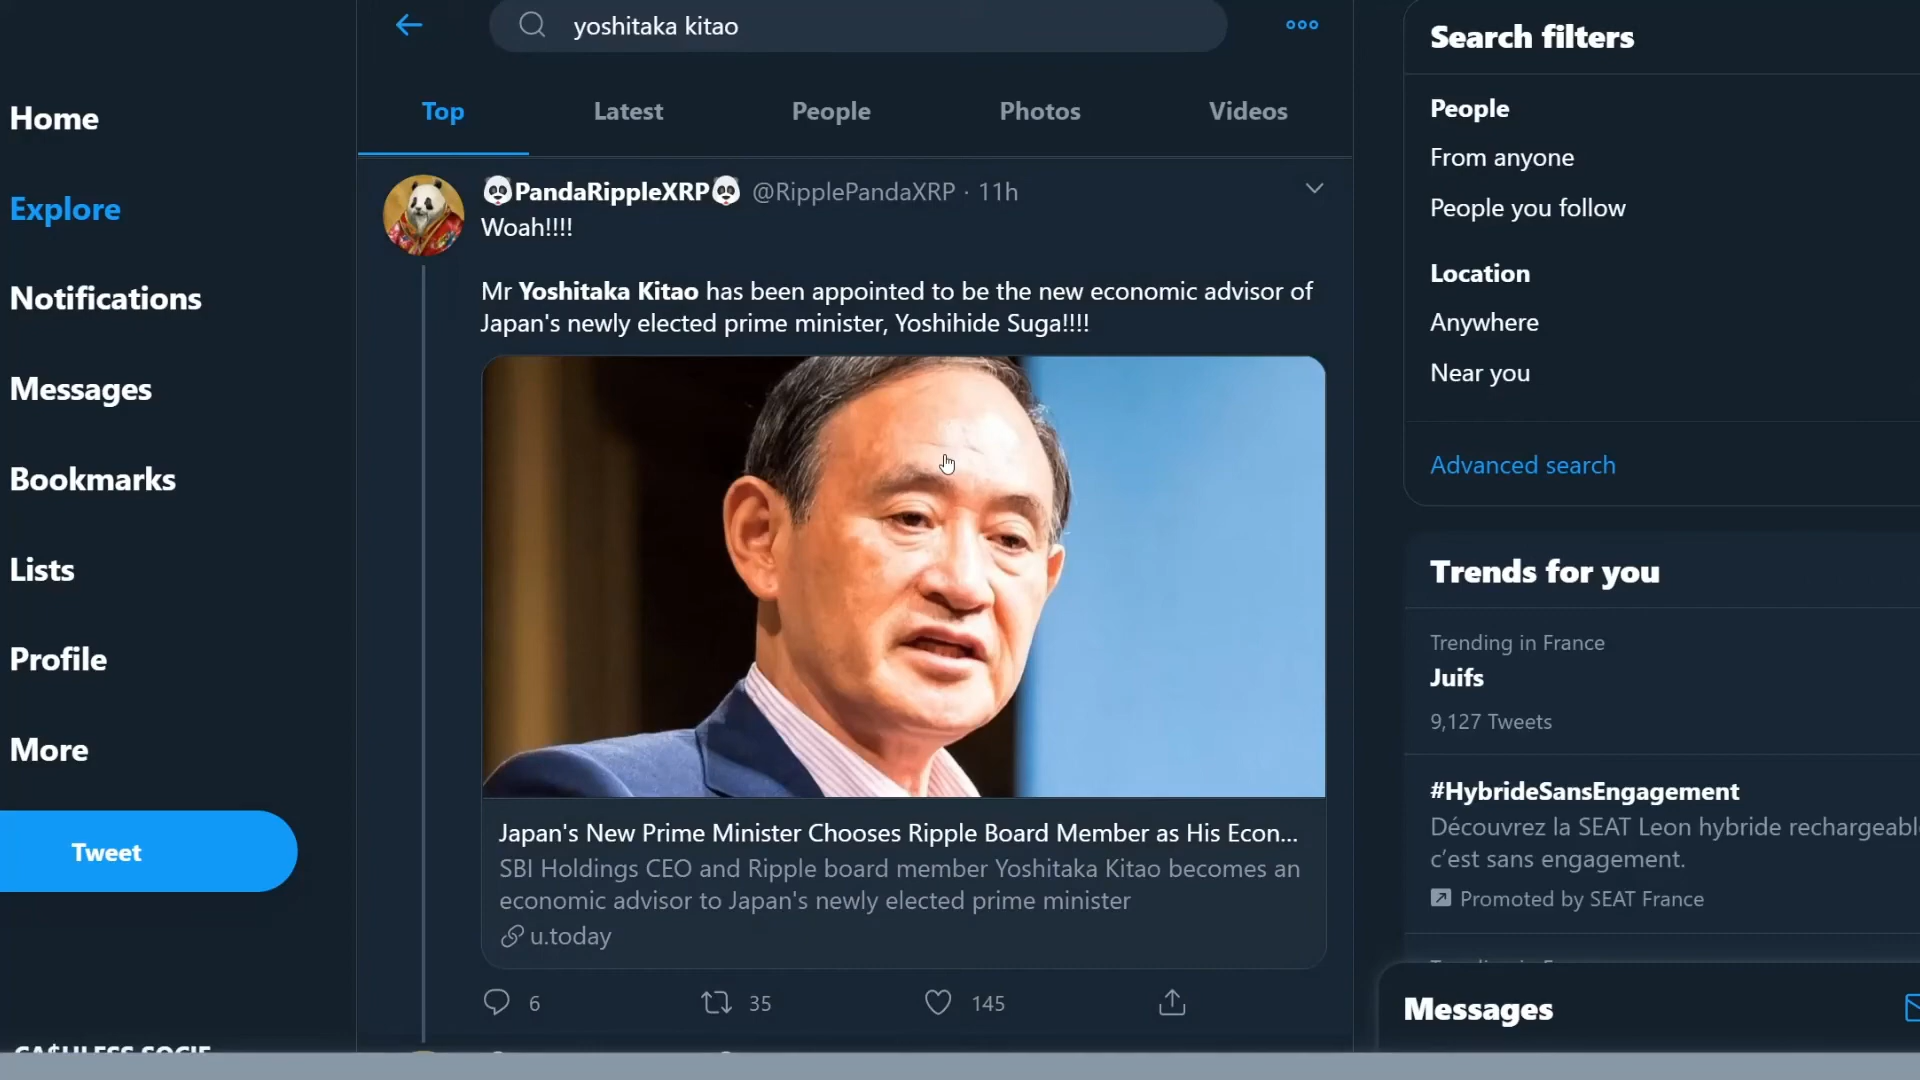 yoshitaka kitao
Top
Latest
People
Photos
Videos
Home
Explore
Notifications
Messages
Bookmarks
Lists
Profile
More
Tweet
PandaRippleXRP @RipplePandaXRP · 11h
Woah!!!!
Mr Yoshitaka Kitao has been appointed to be the new economic advisor of
Japan's newly elected prime minister, Yoshihide Suga!!!!
Japan's New Prime Minister Chooses Ripple Board Member as His Econ...
SBI Holdings CEO and Ripple board member Yoshitaka Kitao becomes an
economic advisor to Japan's newly elected prime minister
u.today
6
35
145
Search filters
People
From anyone
People you follow
Location
Anywhere
Near you
Advanced search
Trends for you
Trending in France
Juifs
9,127 Tweets
#HybrideSansEngagement
Découvrez la SEAT Leon hybride rechargeabl
c'est sans engagement.
Promoted by SEAT France
Messages